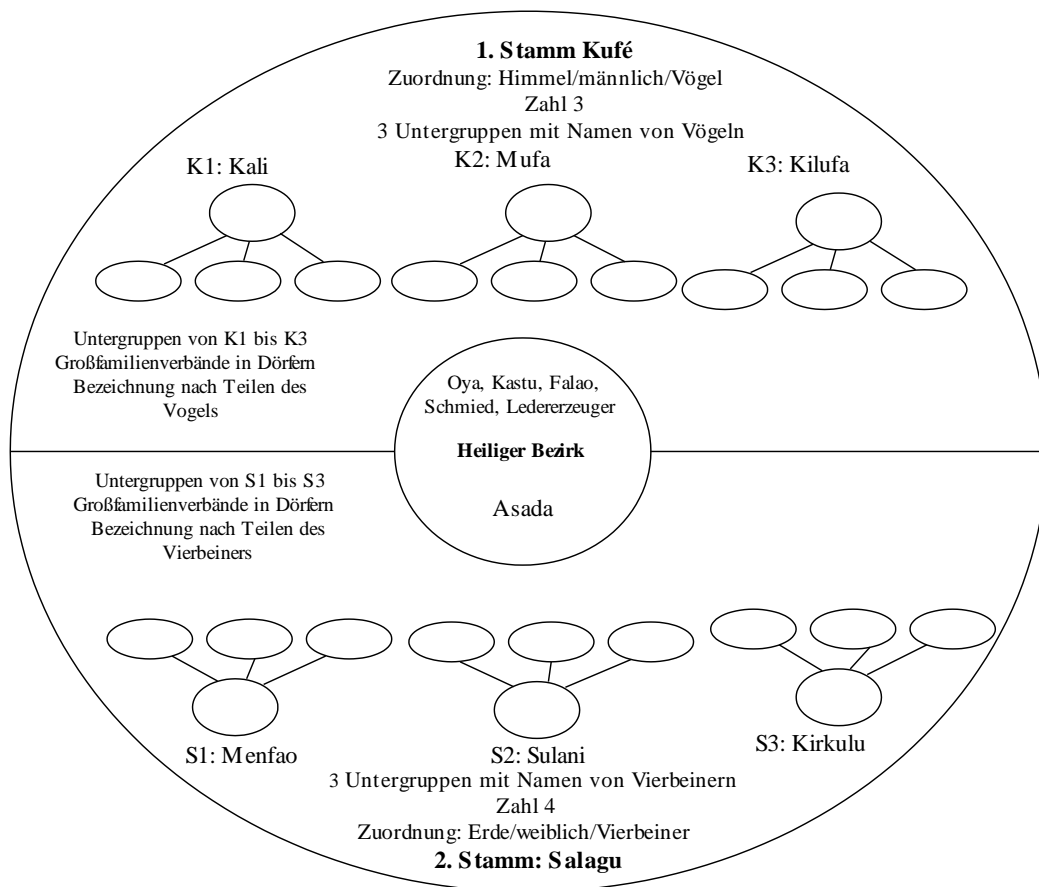 1. Stamm Kufé
Zuordnung: Himmel/männlich/Vögel
Zahl 3
3 Untergruppen mit Namen von Vögeln
K1: Kali
K2: Mufa
K3: Kilufa
Untergruppen von K1 bis K3
Großfamilienverbände in Dörfern
Bezeichnung nach Teilen des
Vogels
Oya, Kastu, Falao,
Schmied, Ledererzeuger
Heiliger Bezirk
Asada
Untergruppen von S1 bis S3
Großfamilienverbände in Dörfern
Bezeichnung nach Teilen des
Vierbeiners
S1: Menfao
S2: Sulani
S3: Kirkulu
3 Untergruppen mit Namen von Vierbeinern
Zahl 4
Zuordnung: Erde/weiblich/Vierbeiner
2. Stamm: Salagu